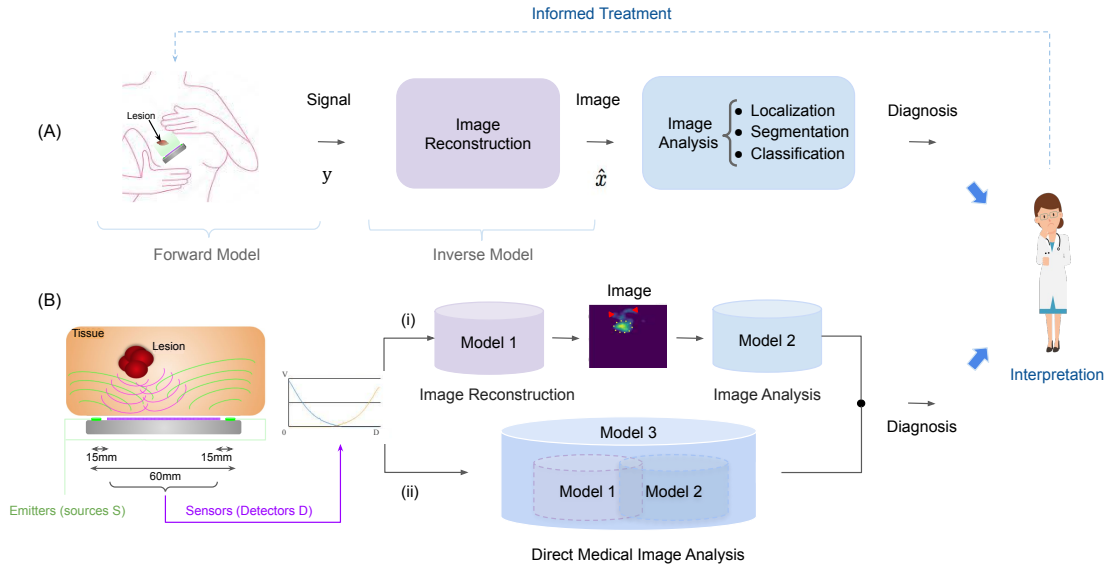 Informed Treatment
(A)
Lesion
Signal
y
Image
Reconstruction
Image
x̂
Image
Analysis
Localization
Segmentation
Classification
Diagnosis
Forward Model
Inverse Model
Interpretation
(B)
Tissue
Lesion
15mm
15mm
60mm
Emitters (sources S)
Sensors (Detectors D)
V
0
D
(i)
Model 1
Image Reconstruction
Image
Model 2
Image Analysis
(ii)
Model 3
Model 1
Model 2
Direct Medical Image Analysis
Diagnosis